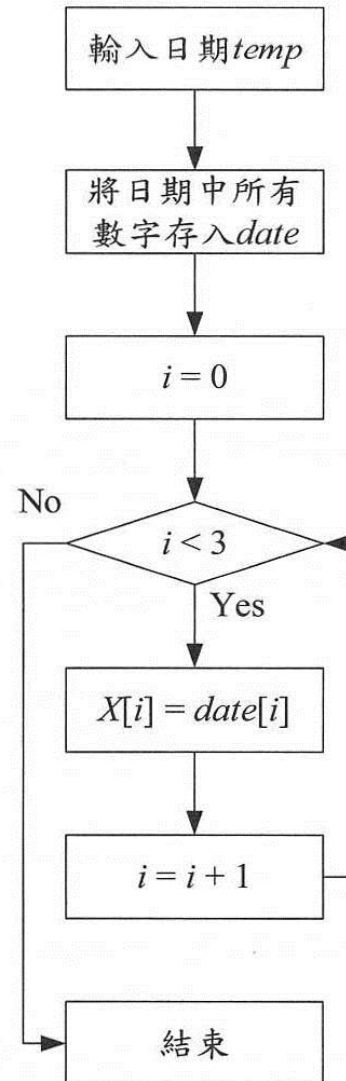 輸入日期temp
將日期中所有
數字存入date
i = 0
No
i < 3
Yes
X[i] = date[i]
i = i + 1
結束